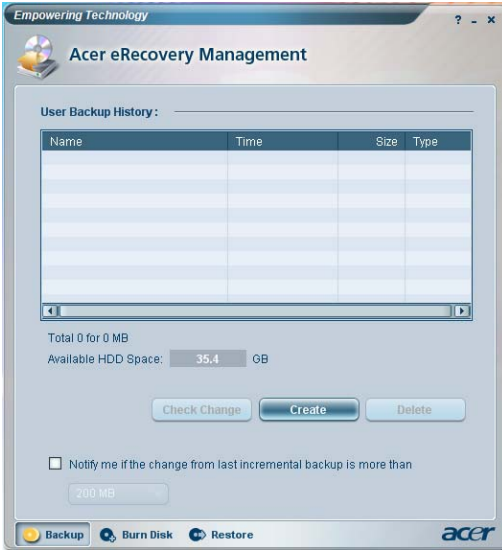 Empowering Technology
? - ×
Acer eRecovery Management
User Backup History :
Name Time Size Type
Total 0 for 0 MB
Available HDD Space: 35.4 GB
Check Change Create Delete
Notify me if the change from last incremental backup is more than
200 MB
Backup Burn Disk Restore acer